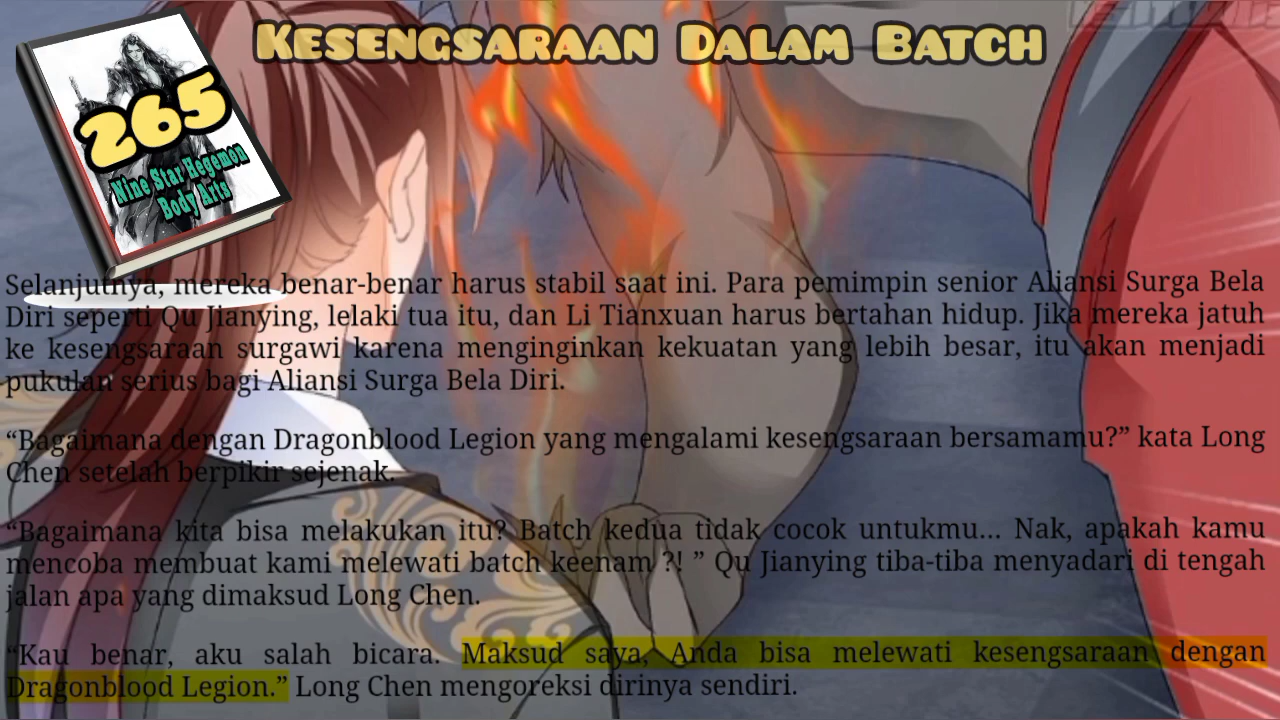 Kesengsaraan Dalam Batch
265
Nine Star Hegemon
Body Arts
Selanjutnya, mereka benar-benar harus stabil saat ini. Para pemimpin senior Aliansi Surga Bela
Diri seperti Qu Jianying, lelaki tua itu, dan Li Tianxuan harus bertahan hidup. Jika mereka jatuh
ke kesengsaraan surgawi karena menginginkan kekuatan yang lebih besar, itu akan menjadi
pukulan serius bagi Aliansi Surga Bela Diri.
“Bagaimana dengan Dragonblood Legion yang mengalami kesengsaraan bersamamu?” kata Long
Chen setelah berpikir sejenak.
“Bagaimana kita bisa melakukan itu? Batch kedua tidak cocok untukmu… Nak, apakah kamu
mencoba membuat kami melewati batch keenam ?! ” Qu Jianying tiba-tiba menyadari di tengah
jalan apa yang dimaksud Long Chen.
“Kau benar, aku salah bicara. Maksud saya, Anda bisa melewati kesengsaraan dengan
Dragonblood Legion.” Long Chen mengoreksi dirinya sendiri.